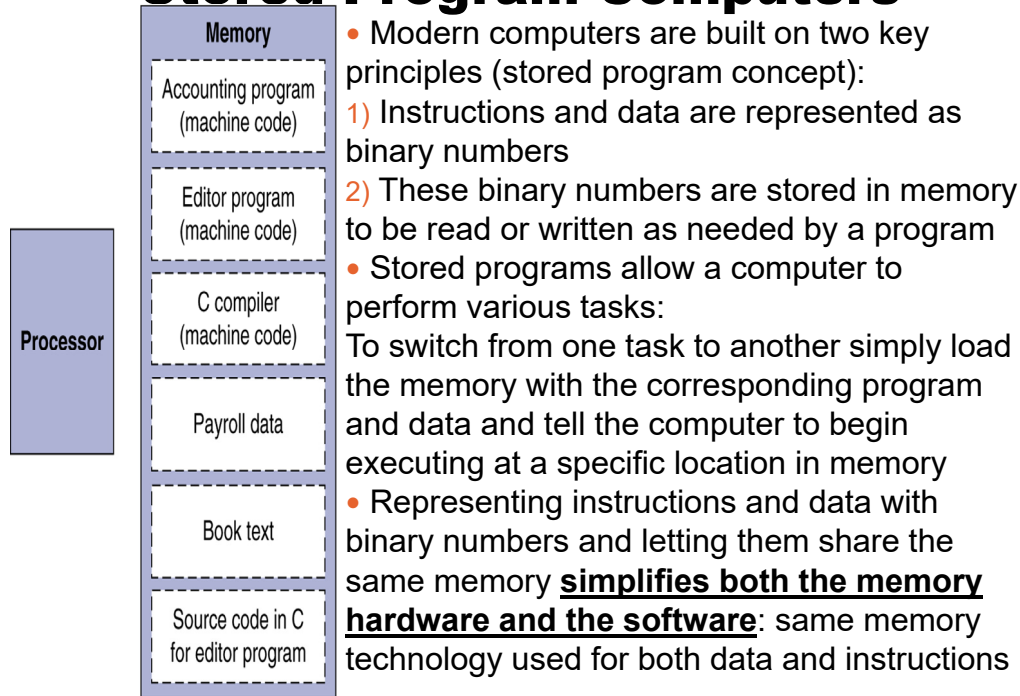 Stored Program Computers
Processor
Memory
Accounting program
(machine code)
Editor program
(machine code)
C compiler
(machine code)
Payroll data
Book text
Source code in C
for editor program
• Modern computers are built on two key
principles (stored program concept):
1) Instructions and data are represented as
binary numbers
2) These binary numbers are stored in memory
to be read or written as needed by a program
• Stored programs allow a computer to
perform various tasks:
To switch from one task to another simply load
the memory with the corresponding program
and data and tell the computer to begin
executing at a specific location in memory
• Representing instructions and data with
binary numbers and letting them share the
same memory simplifies both the memory
hardware and the software: same memory
technology used for both data and instructions